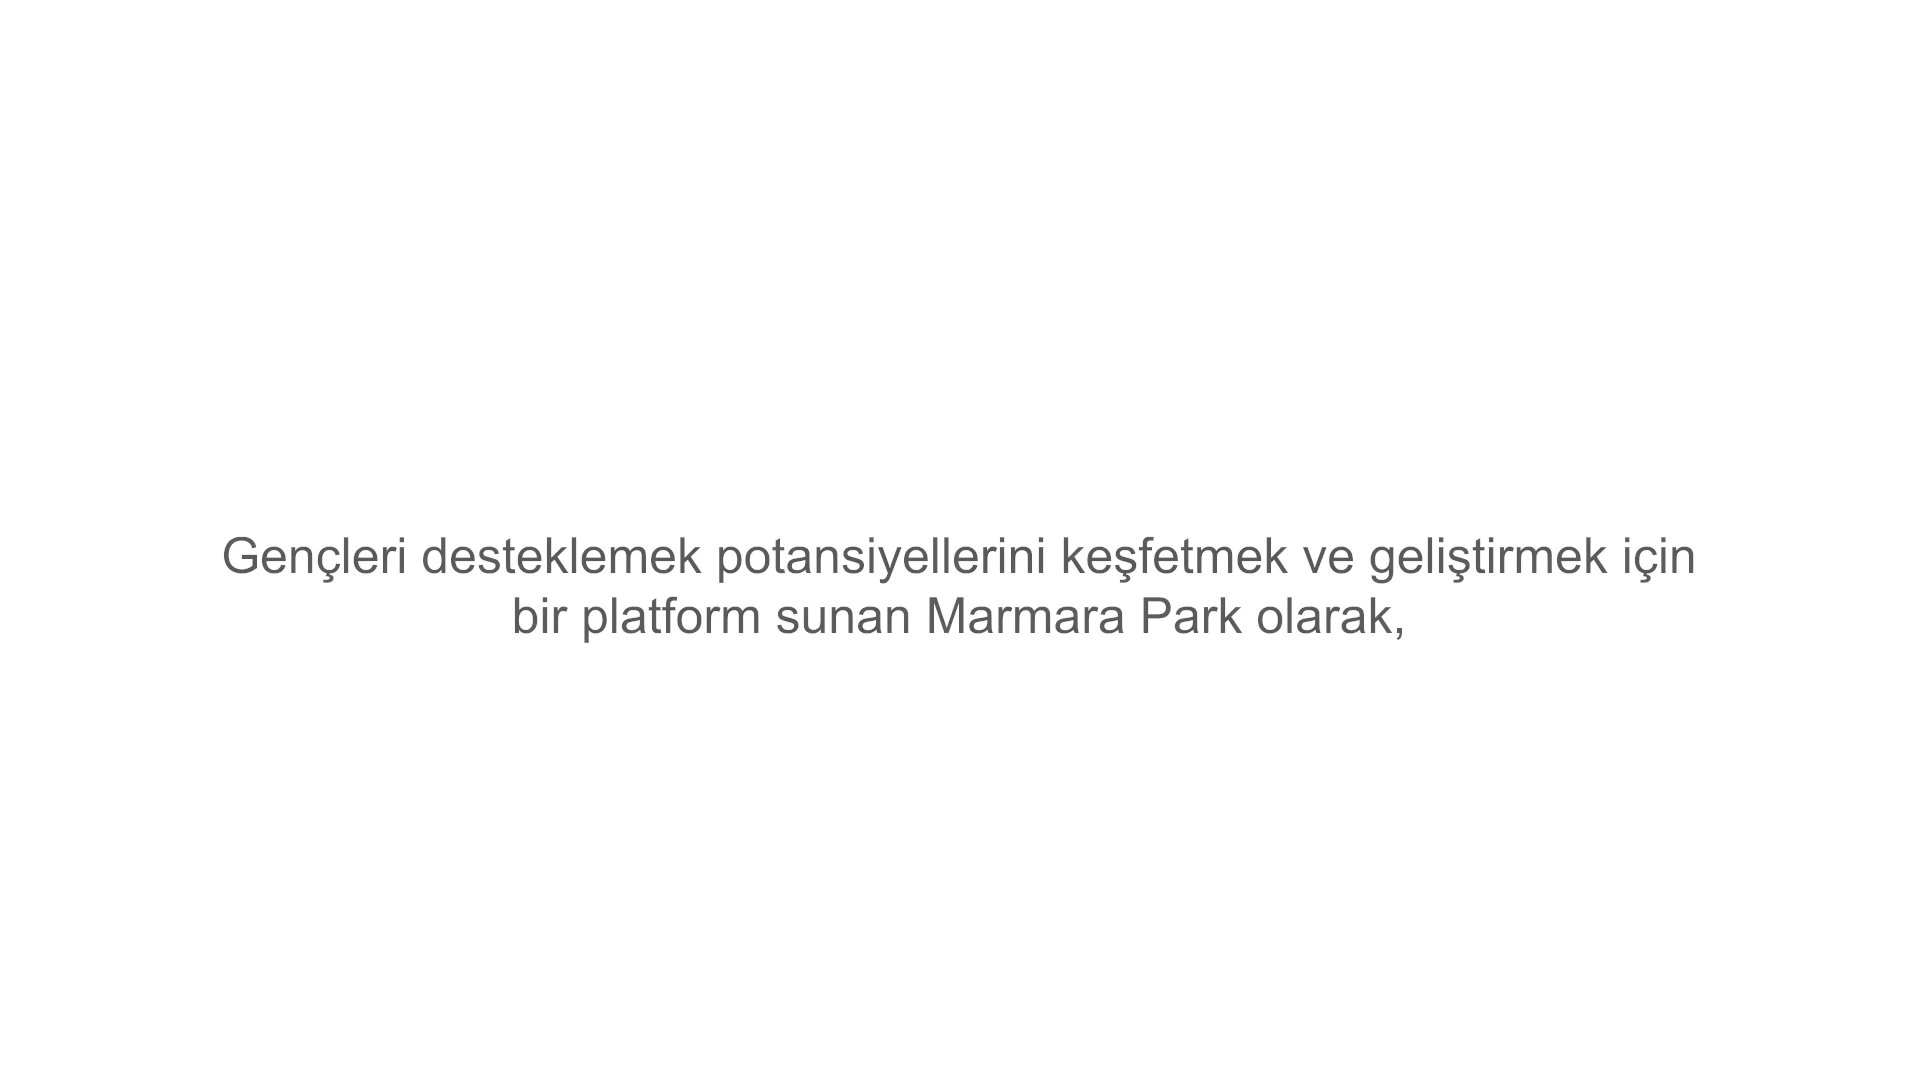 Gençleri desteklemek potansiyellerini keşfetmek ve geliştirmek için
bir platform sunan Marmara Park olarak,